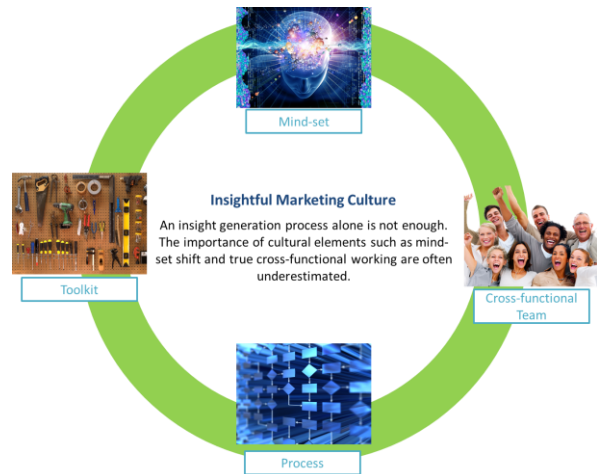 Mind-set
Insightful Marketing Culture
An insight generation process alone is not enough.
The importance of cultural elements such as mind-
set shift and true cross-functional working are often
underestimated.
Toolkit
Cross-functional
Team
Process